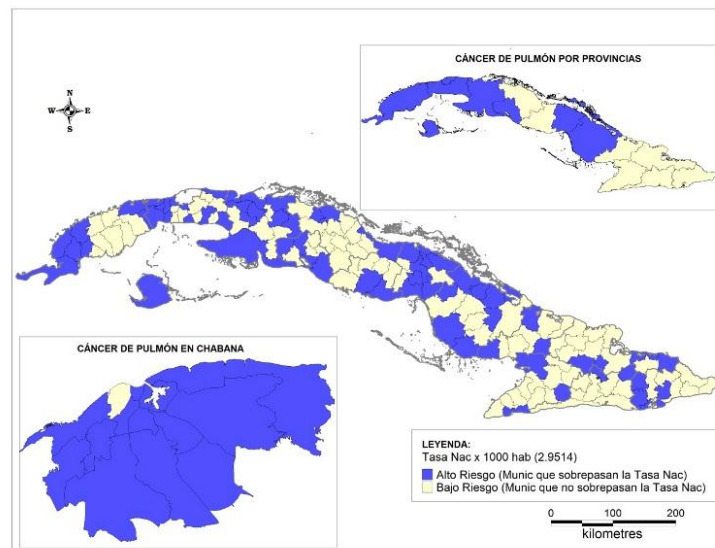 CÁNCER DE PULMÓN POR PROVINCIAS
N
W E
S
CÁNCER DE PULMÓN EN CHABANA
LEYENDA:
Tasa Nac x 1000 hab (2.9514)
Alto Riesgo (Munic que sobrepasan la Tasa Nac)
Bajo Riesgo (Munic que no sobrepasan la Tasa Nac)
0 100 200
kilometres